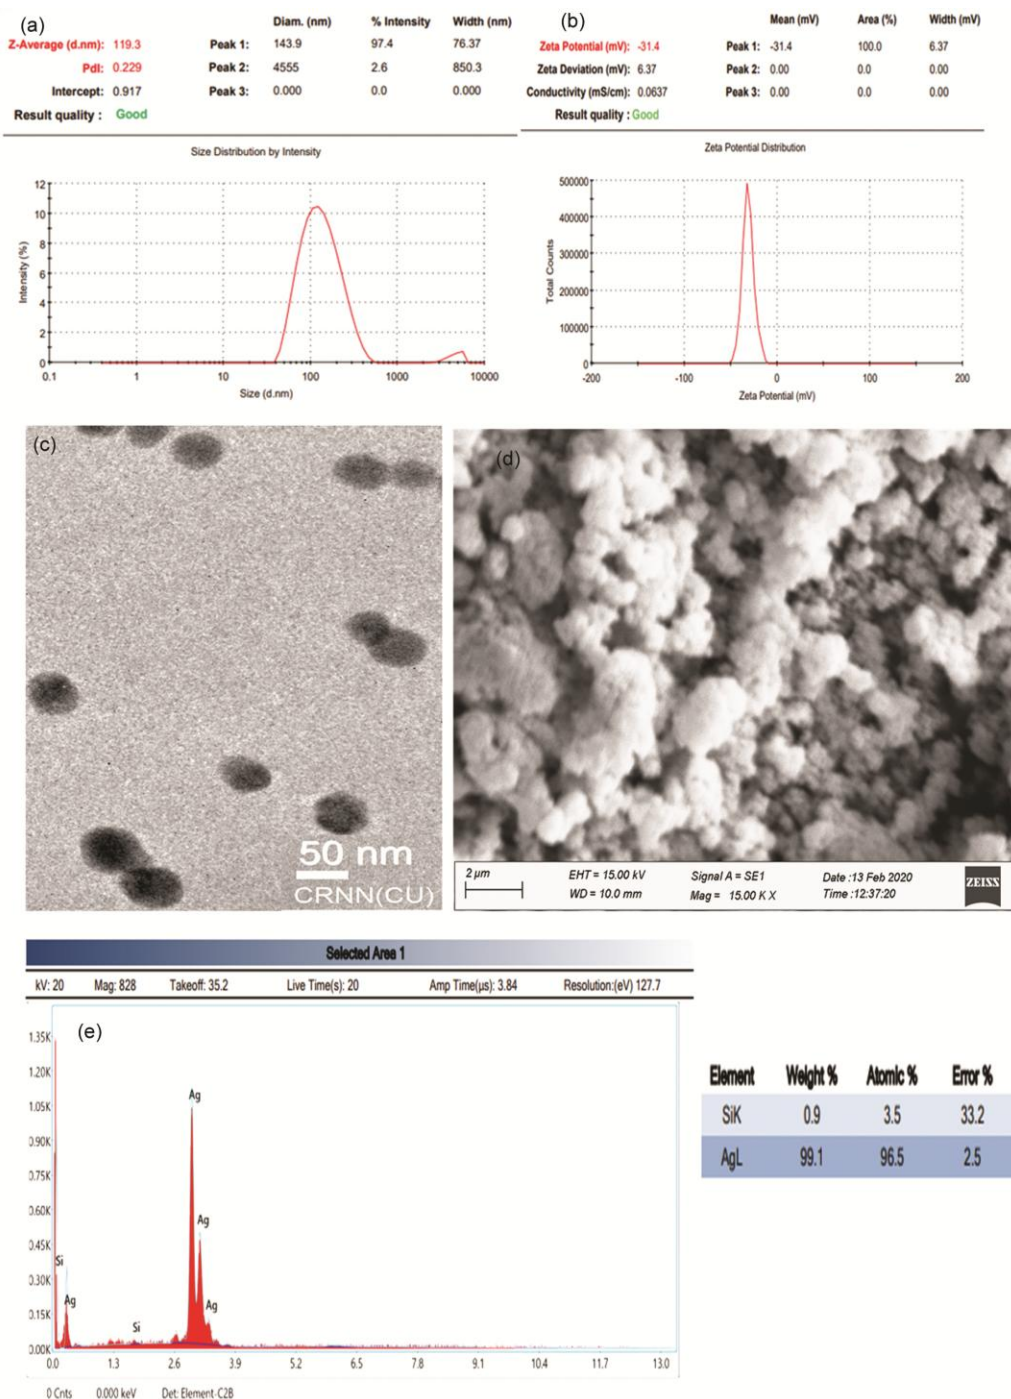 (a)
Diam. (nm) % Intensity Width (nm)
Z-Average (d.nm): 119.3 Peak 1: 143.9 97.4 76.37
PdI: 0.229 Peak 2: 4555 2.6 850.3
Intercept: 0.917 Peak 3: 0.000 0.0 0.000
Result quality : Good
Size Distribution by Intensity
12
10
8
6
4
2
0
Intensity (%)
0.1 1 10 100 1000 10000
Size (d.nm)
(b)
Mean (mV) Area (%) Width (mV)
Zeta Potential (mV): -31.4 Peak 1: -31.4 100.0 6.37
Zeta Deviation (mV): 6.37 Peak 2: 0.00 0.0 0.00
Conductivity (mS/cm): 0.0637 Peak 3: 0.00 0.0 0.00
Result quality : Good
Zeta Potential Distribution
500000
400000
300000
200000
100000
0
Total Counts
-200 -100 0 100 200
Zeta Potential (mV)
(c)
50 nm
CRNN(CU)
(d)
2 µm EHT = 15.00 kV Signal A = SE1 Date :13 Feb 2020
WD = 10.0 mm Mag = 15.00 K X Time :12:37:20
ZEISS
Selected Area 1
kV: 20 Mag: 828 Takeoff: 35.2 Live Time(s): 20 Amp Time(µs): 3.84 Resolution:(eV) 127.7
(e)
1.35K
1.20K
1.05K
0.90K
0.75K
0.60K
0.45K
0.30K
0.15K
0.00K
Si
Ag
Si
Ag
Ag
Ag
0.0 1.3 2.6 3.9 5.2 6.5 7.8 9.1 10.4 11.7 13.0
0 Cnts 0.000 keV Det: Element-C2B
Element Weight % Atomic % Error %
SiK 0.9 3.5 33.2
AgL 99.1 96.5 2.5